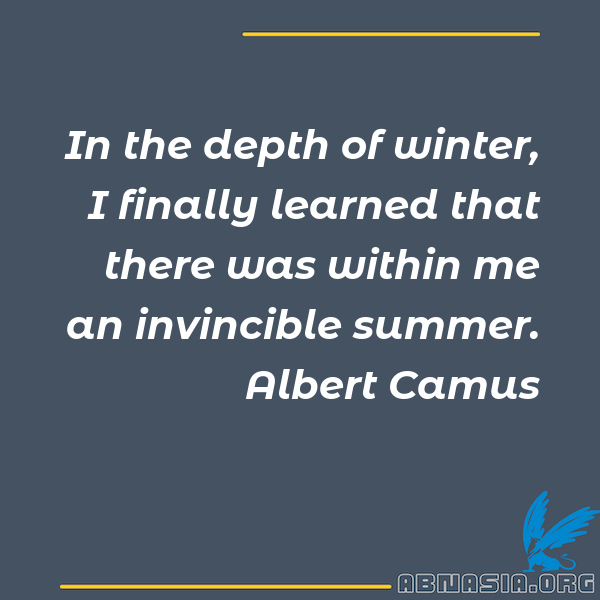 In the depth of winter,
I finally learned that
there was within me
an invincible summer.
Albert Camus
ABNASIA.ORG